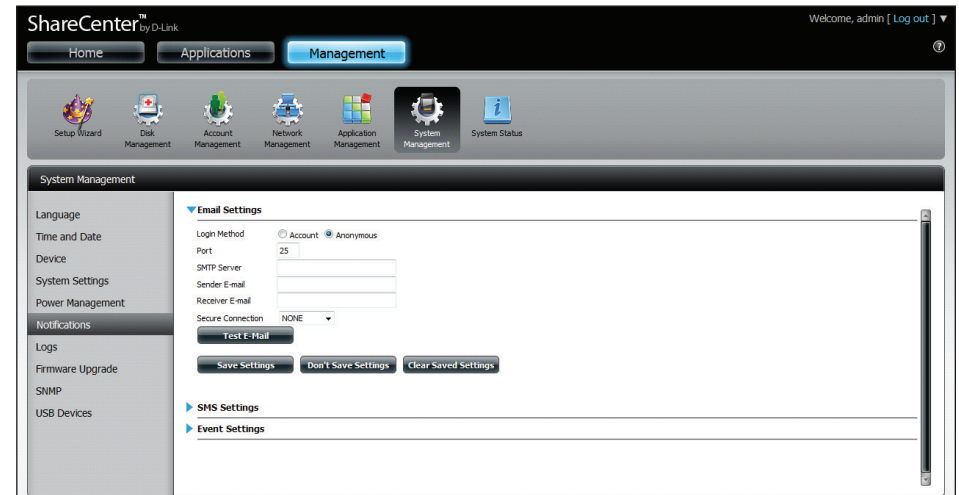 ShareCenter™ by D-Link
Welcome, admin [ Log out ] ▼
Home Applications Management
?
Setup Wizard
Disk Management
Account Management
Network Management
Application Management
System Management
System Status
System Management
Language
Time and Date
Device
System Settings
Power Management
Notifications
Logs
Firmware Upgrade
SNMP
USB Devices
Email Settings
Login Method Account Anonymous
Port 25
SMTP Server
Sender E-mail
Receiver E-mail
Secure Connection NONE
Test E-Mail
Save Settings Don't Save Settings Clear Saved Settings
SMS Settings
Event Settings